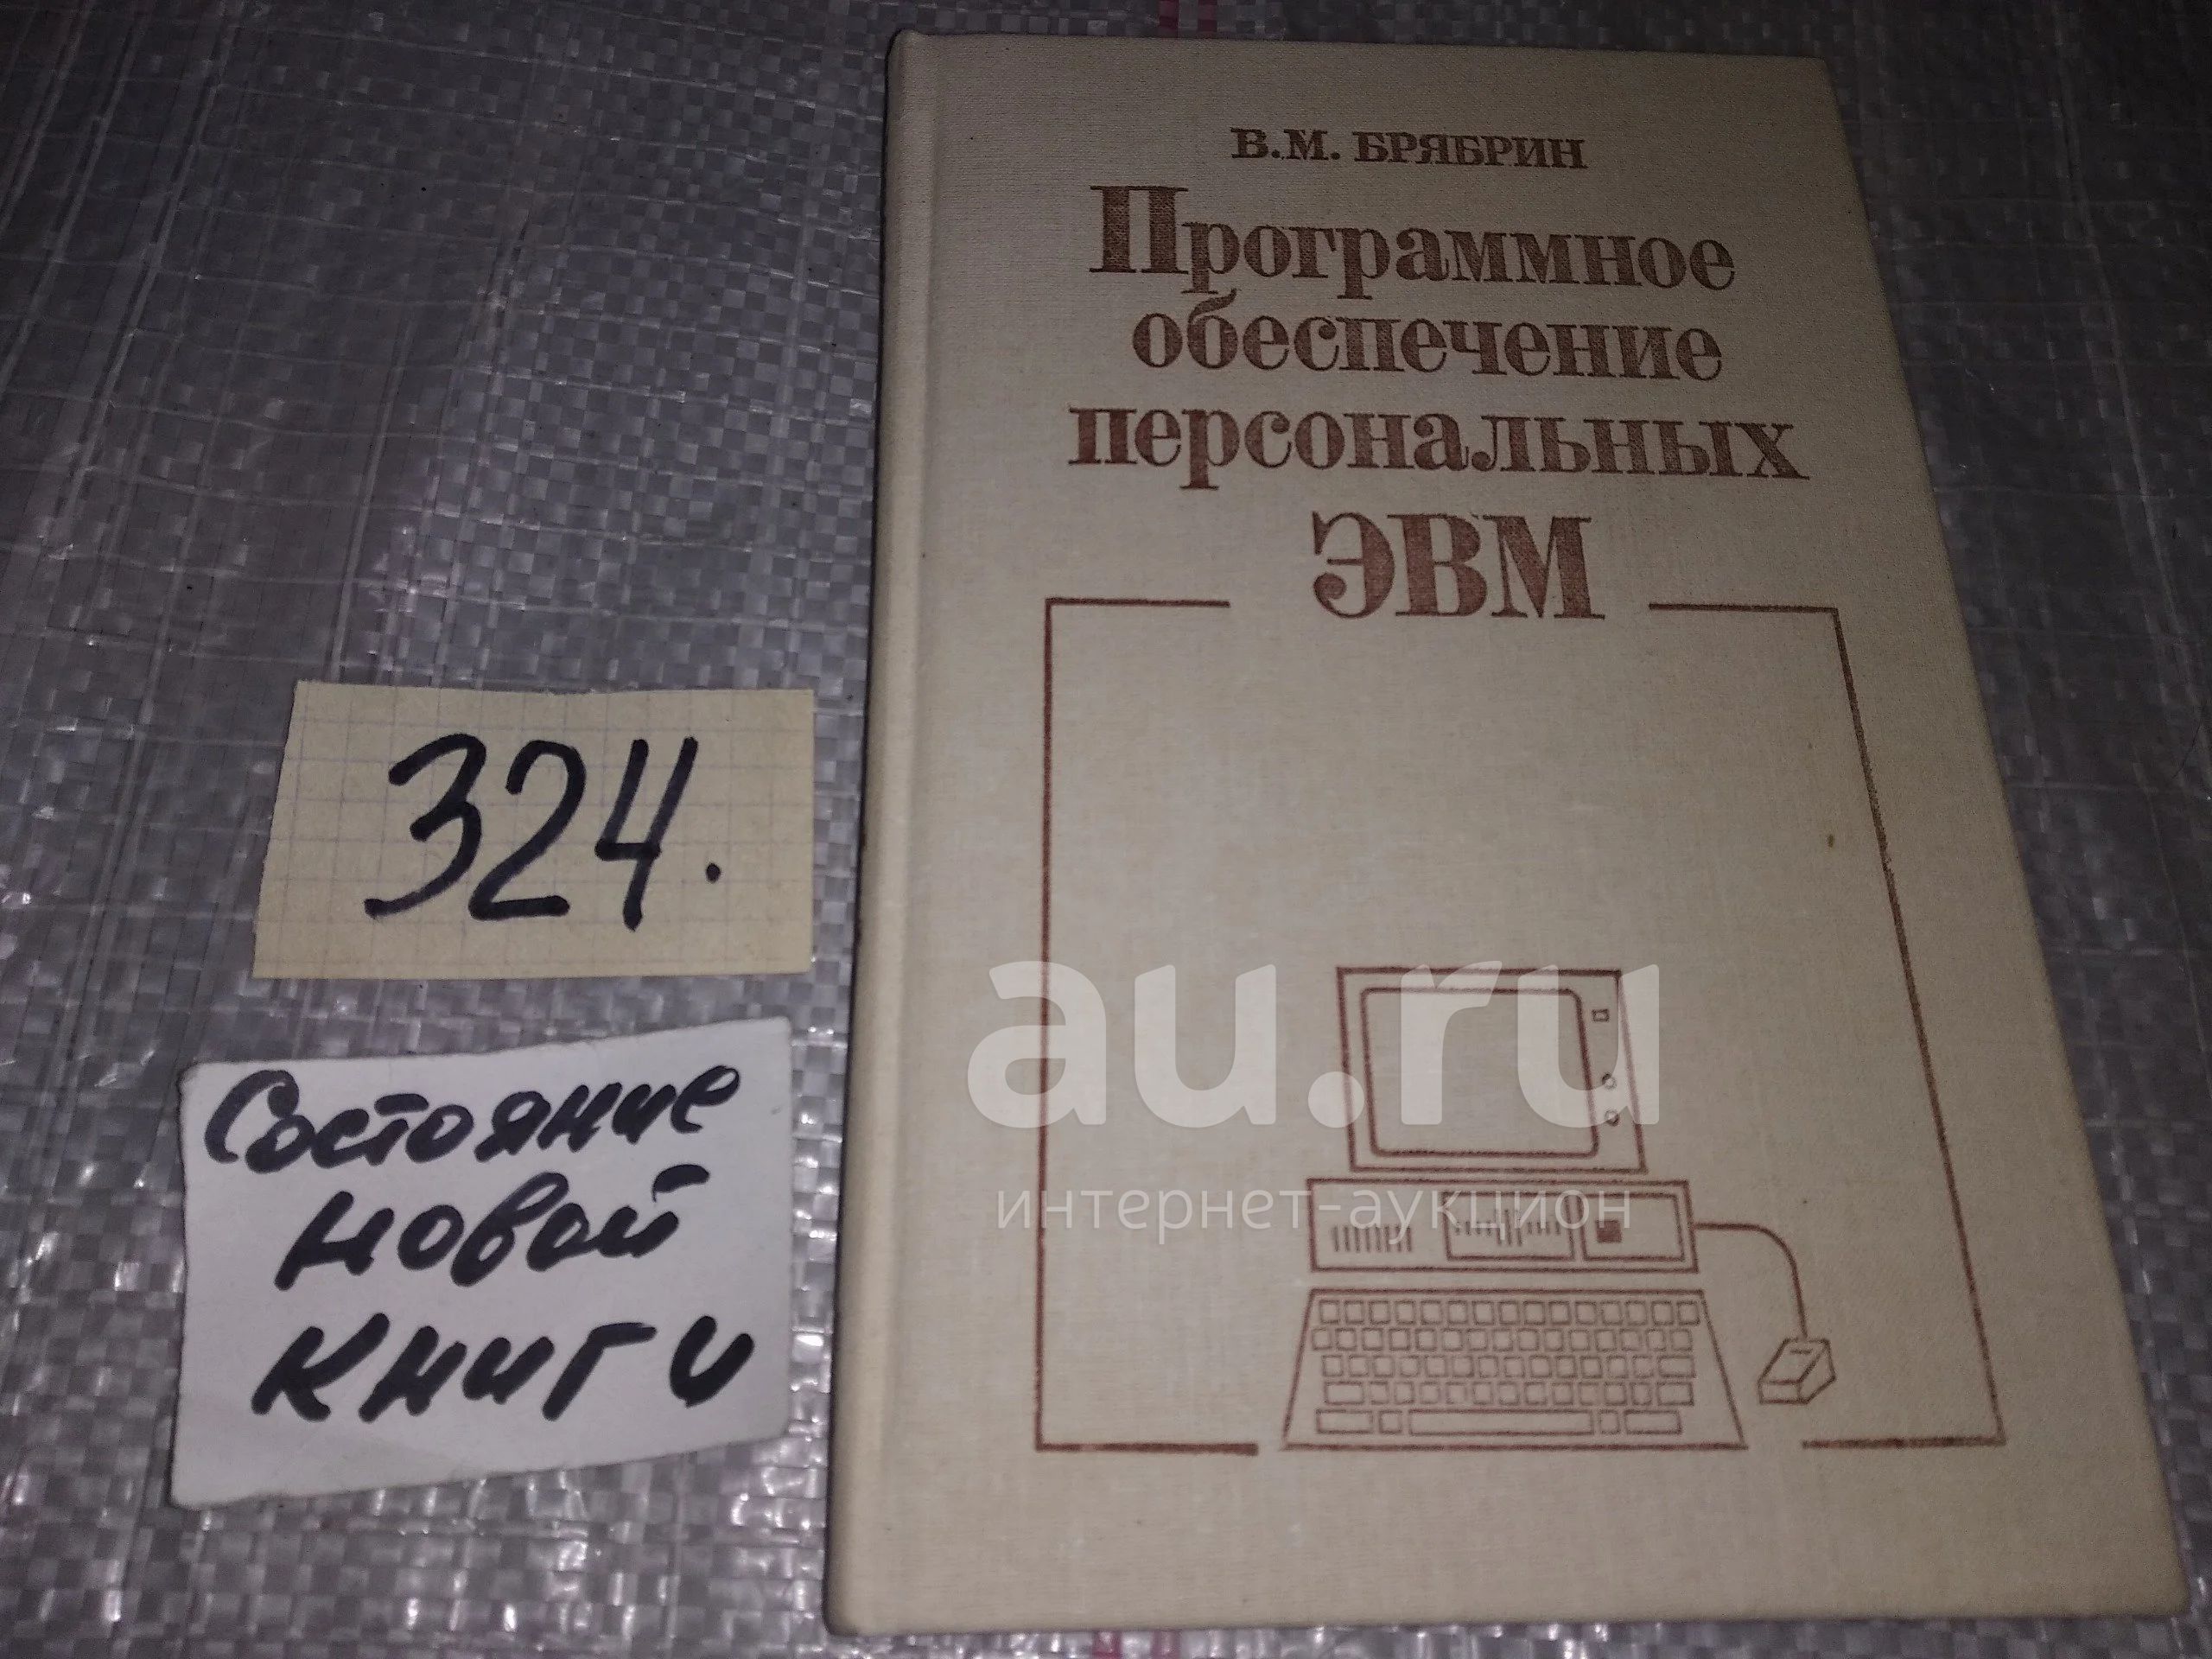 В.М. БРЯБРИН
Программное
обеспечение
персональных
ЭВМ
324.
Состояние
новой
книги
au.ru
интернет-аукцион